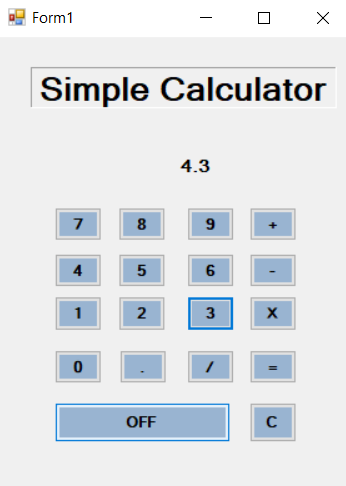 Form1
Simple Calculator
4.3
7 8 9 +
4 5 6 -
1 2 3 X
0 . / =
OFF C